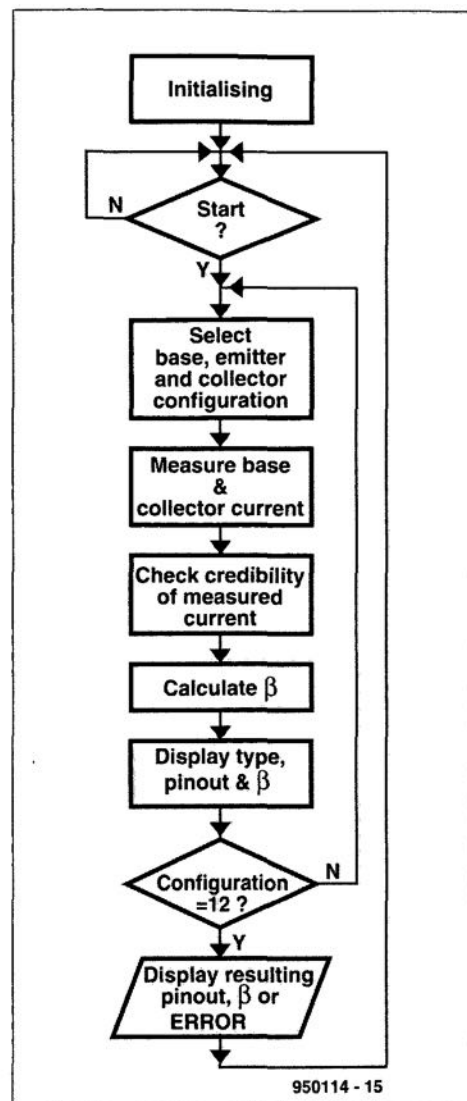 Initialising
Start
?
N
Y
Select
base, emitter
and collector
configuration
Measure base
&
collector current
Check credibility
of measured
current
Calculate β
Display type,
pinout & β
Configuration
=12 ?
N
Y
Display resulting
pinout, β or
ERROR
950114 - 15